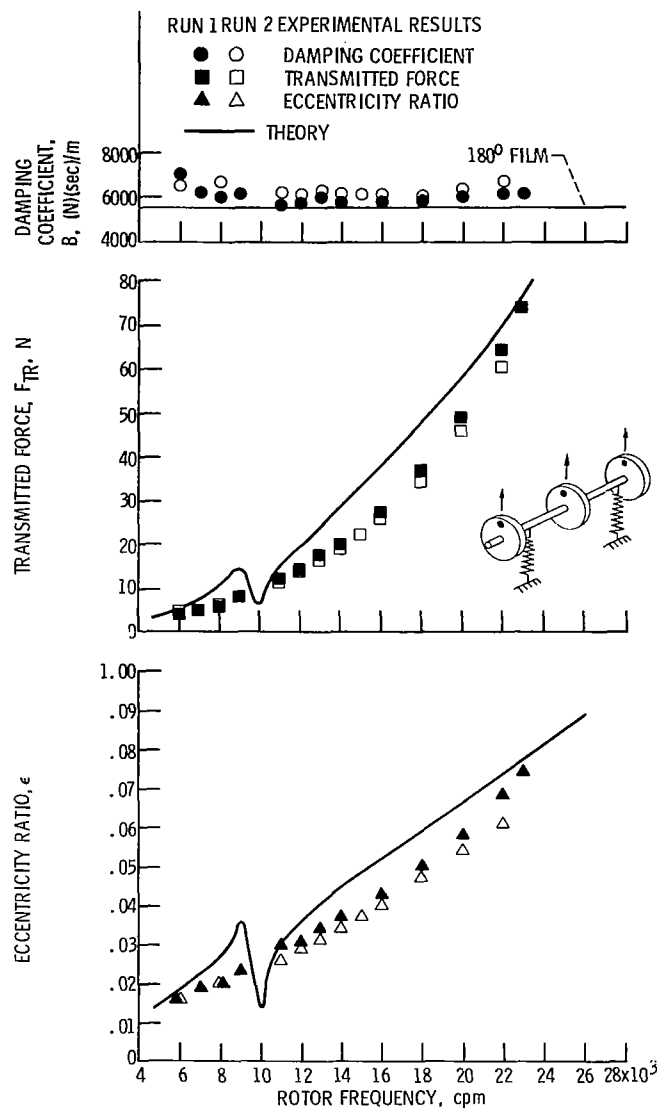 RUN 1 RUN 2 EXPERIMENTAL RESULTS
DAMPING COEFFICIENT
TRANSMITTED FORCE
ECCENTRICITY RATIO
THEORY
DAMPING
COEFFICIENT,
B, (N)(sec)/m
8000
6000
4000
180⁰ FILM
TRANSMITTED FORCE, F_TR, N
80
70
60
50
40
30
20
10
0
ECCENTRICITY RATIO, ϵ
1.00
.09
.08
.07
.06
.05
.04
.03
.02
.01
0
4 6 8 10 12 14 16 18 20 22 24 26 28x10³
ROTOR FREQUENCY, cpm